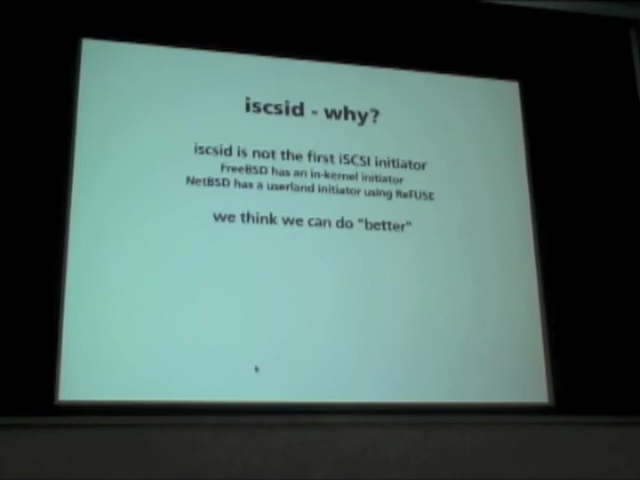 iscsid - why?
iscsid is not the first iSCSI initiator
FreeBSD has an in-kernel initiator
NetBSD has a userland initiator using ReFUSE
we think we can do "better"